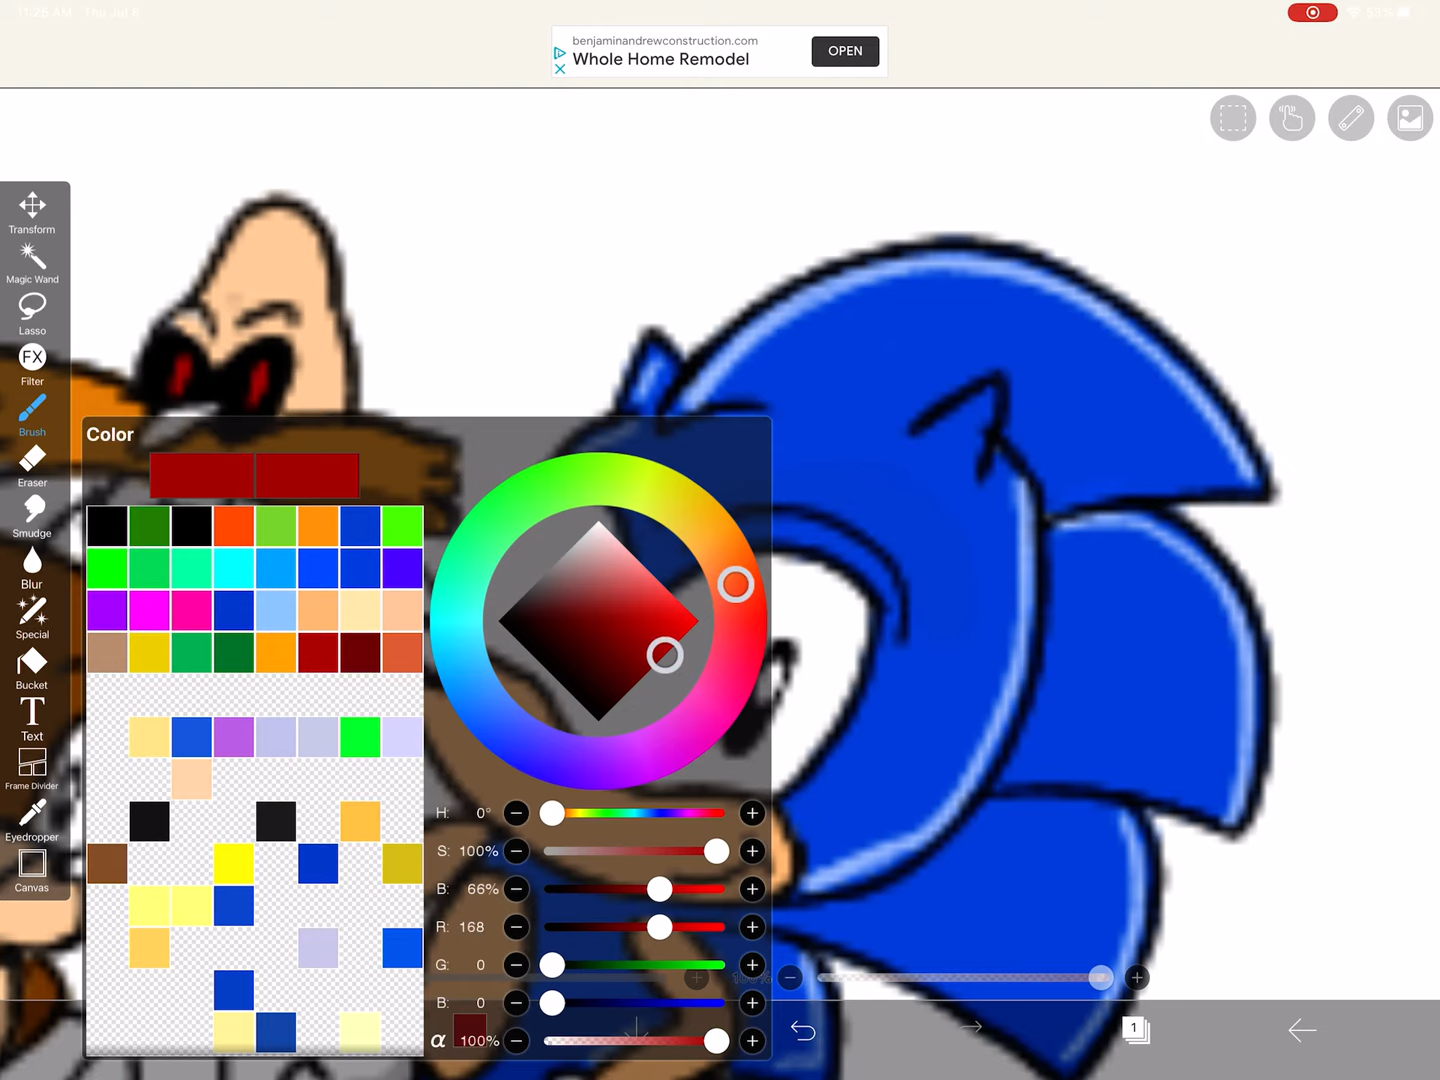 11:25 AM Thu Jul 6
53%
benjaminandrewconstruction.com
Whole Home Remodel
OPEN
Transform
Magic Wand
Lasso
FX
Filter
Brush
Eraser
Smudge
Blur
Special
Bucket
T
Text
Frame Divider
Eyedropper
Canvas
Color
H: 0°
S: 100%
B: 66%
R: 168
G: 0
B: 0
α 100%
100%
1